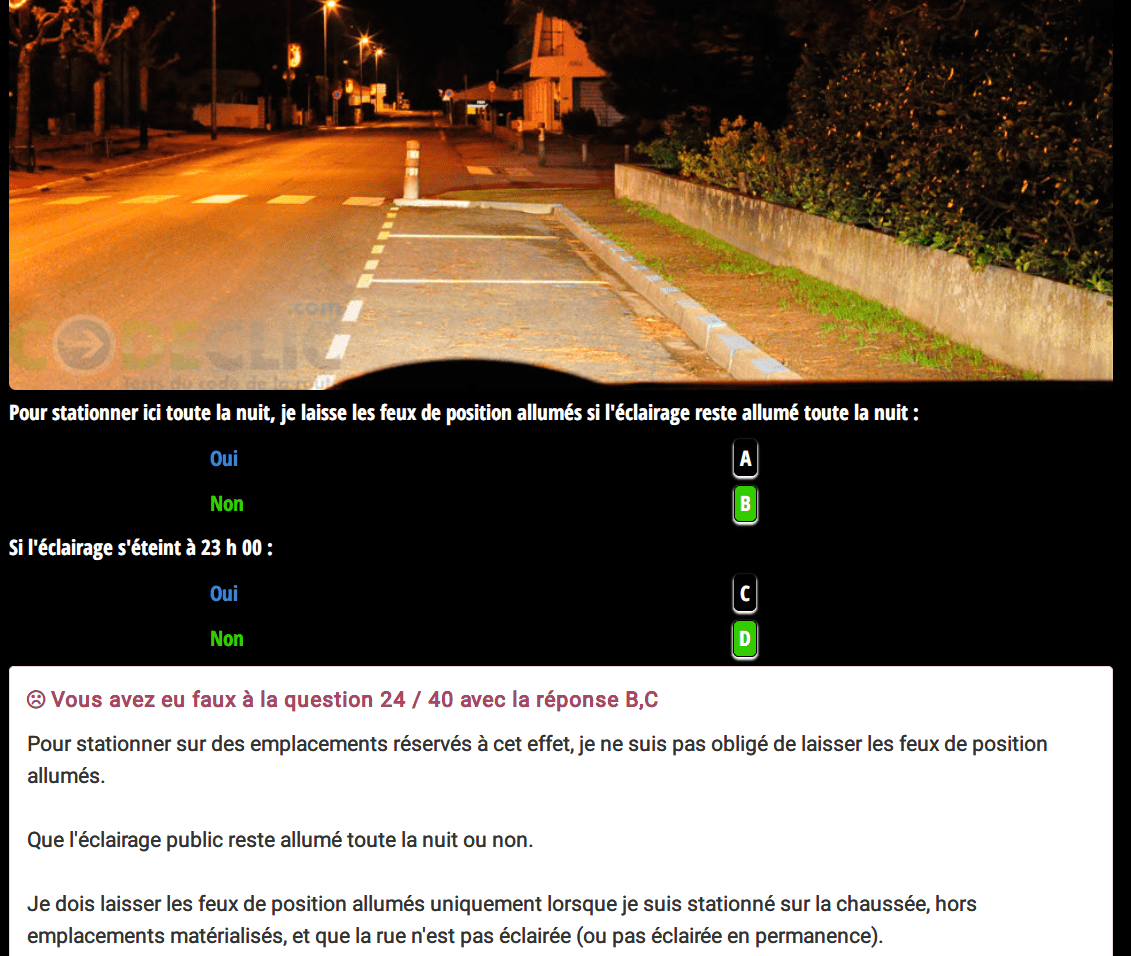 .com
CODECLIC
Tests du code de la rout
Pour stationner ici toute la nuit, je laisse les feux de position allumés si l'éclairage reste allumé toute la nuit :
Oui A
Non B
Si l'éclairage s'éteint à 23 h 00 :
Oui C
Non D
Vous avez eu faux à la question 24 / 40 avec la réponse B,C
Pour stationner sur des emplacements réservés à cet effet, je ne suis pas obligé de laisser les feux de position
allumés.
Que l'éclairage public reste allumé toute la nuit ou non.
Je dois laisser les feux de position allumés uniquement lorsque je suis stationné sur la chaussée, hors
emplacements matérialisés, et que la rue n'est pas éclairée (ou pas éclairée en permanence).